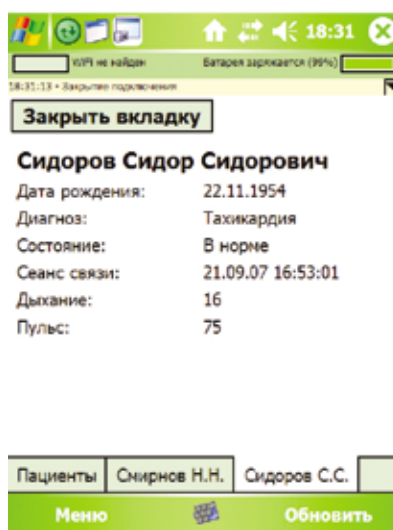 18:31
WiFi не найден Батарея заряжается (99%)
18:31:13 • Закрытие подключения
Закрыть вкладку
Сидоров Сидор Сидорович
Дата рождения: 22.11.1954
Диагноз: Тахикардия
Состояние: В норме
Сеанс связи: 21.09.07 16:53:01
Дыхание: 16
Пульс: 75
Пациенты Смирнов Н.Н. Сидоров С.С.
Меню Обновить